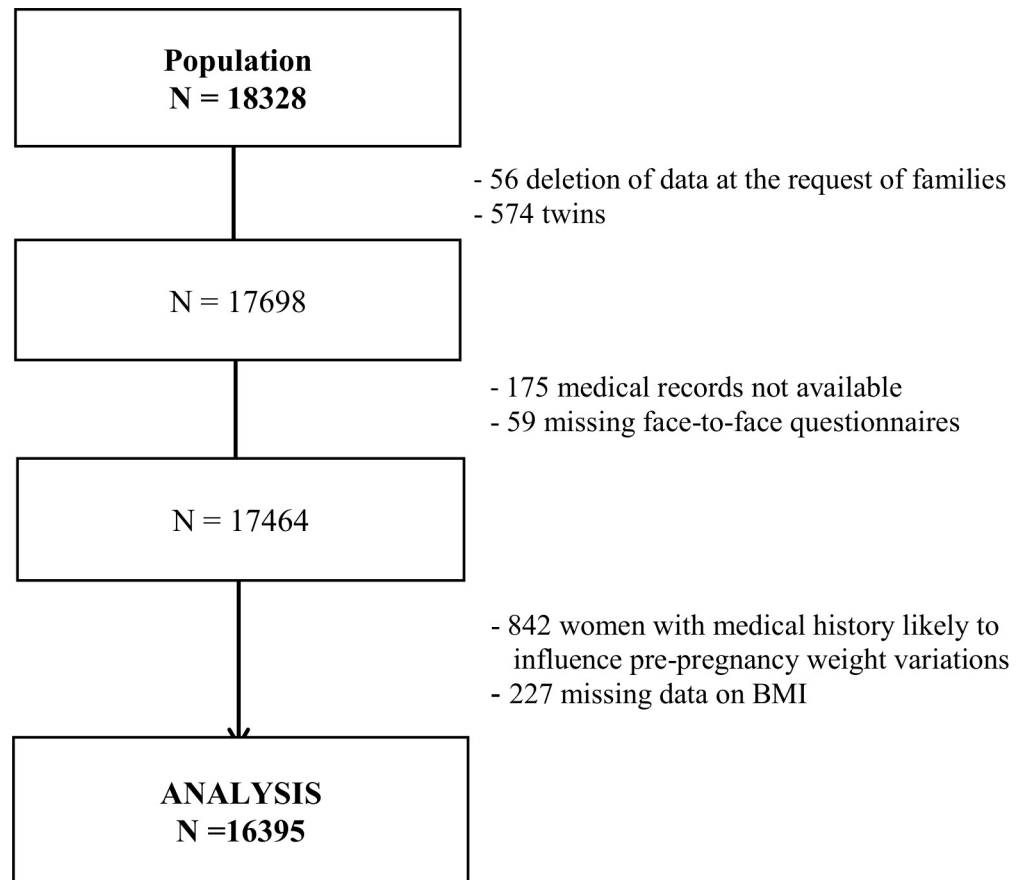 Population
N = 18328
- 56 deletion of data at the request of families
- 574 twins
N = 17698
- 175 medical records not available
- 59 missing face-to-face questionnaires
N = 17464
- 842 women with medical history likely to
influence pre-pregnancy weight variations
- 227 missing data on BMI
ANALYSIS
N =16395